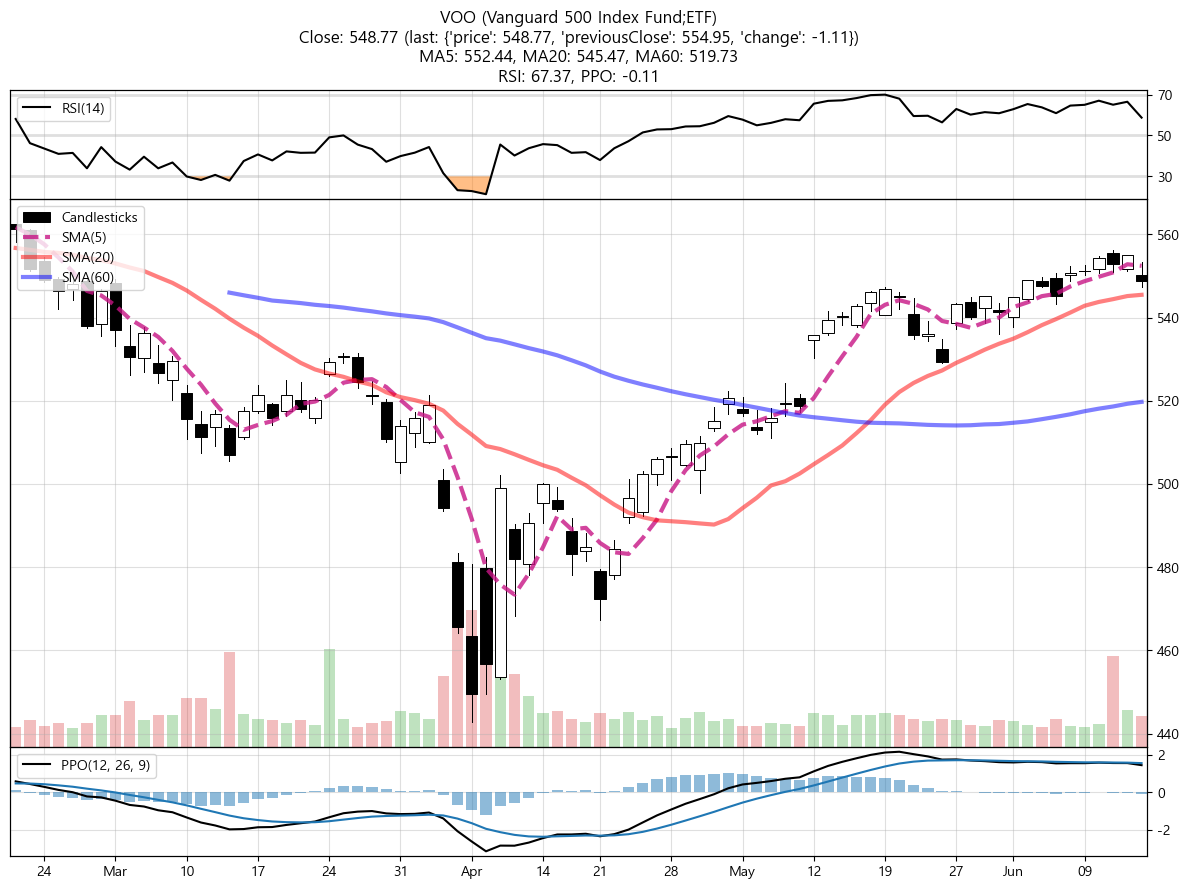 VOO (Vanguard 500 Index Fund;ETF)
Close: 548.77 (last: {'price': 548.77, 'previousClose': 554.95, 'change': -1.11})
MA5: 552.44, MA20: 545.47, MA60: 519.73
RSI: 67.37, PPO: -0.11
RSI(14)
70
50
30
Candlesticks
SMA(5)
SMA(20)
SMA(60)
560
540
520
500
480
460
440
PPO(12, 26, 9)
2
0
-2
24 Mar 10 17 24 31 Apr 14 21 28 May 12 19 27 Jun 09